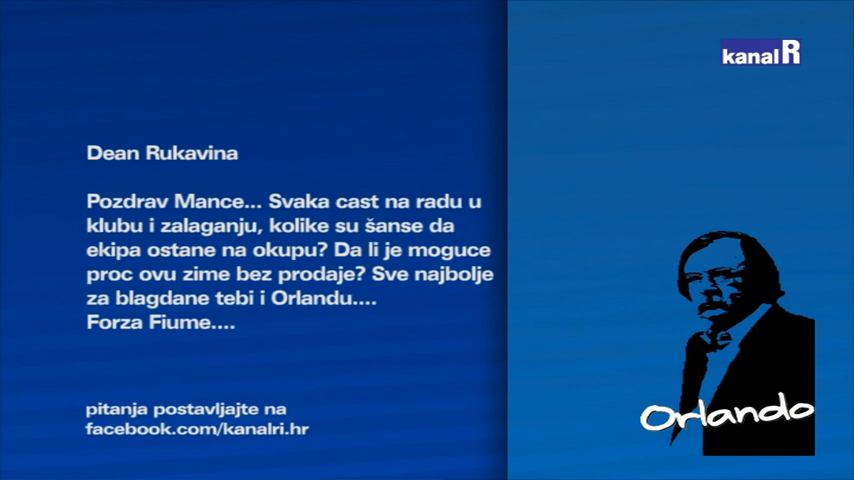 kanalR
Dean Rukavina
Pozdrav Mance... Svaka cast na radu u
klubu i zalaganju, kolike su šanse da
ekipa ostane na okupu? Da li je moguce
proc ovu zime bez prodaje? Sve najbolje
za blagdane tebi i Orlandu....
Forza Fiume....
pitanja postavljajte na
facebook.com/kanalri.hr
Orlando